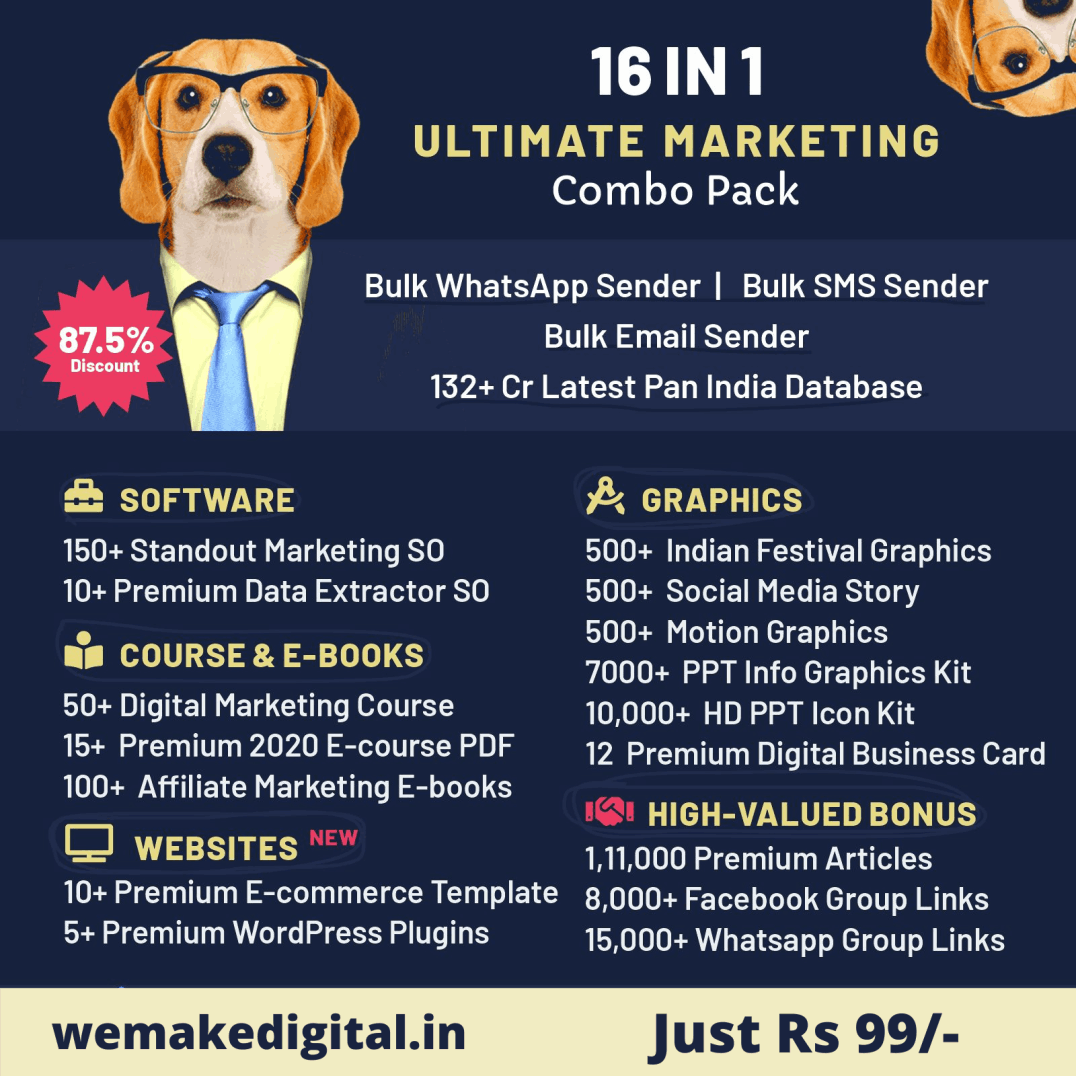 16 IN 1
ULTIMATE MARKETING
Combo Pack
Bulk WhatsApp Sender | Bulk SMS Sender
Bulk Email Sender
132+ Cr Latest Pan India Database
87.5%
Discount
SOFTWARE
150+ Standout Marketing SO
10+ Premium Data Extractor SO
COURSE & E-BOOKS
50+ Digital Marketing Course
15+ Premium 2020 E-course PDF
100+ Affiliate Marketing E-books
WEBSITES NEW
10+ Premium E-commerce Template
5+ Premium WordPress Plugins
GRAPHICS
500+ Indian Festival Graphics
500+ Social Media Story
500+ Motion Graphics
7000+ PPT Info Graphics Kit
10,000+ HD PPT Icon Kit
12 Premium Digital Business Card
HIGH-VALUED BONUS
1,11,000 Premium Articles
8,000+ Facebook Group Links
15,000+ Whatsapp Group Links
wemakedigital.in
Just Rs 99/-